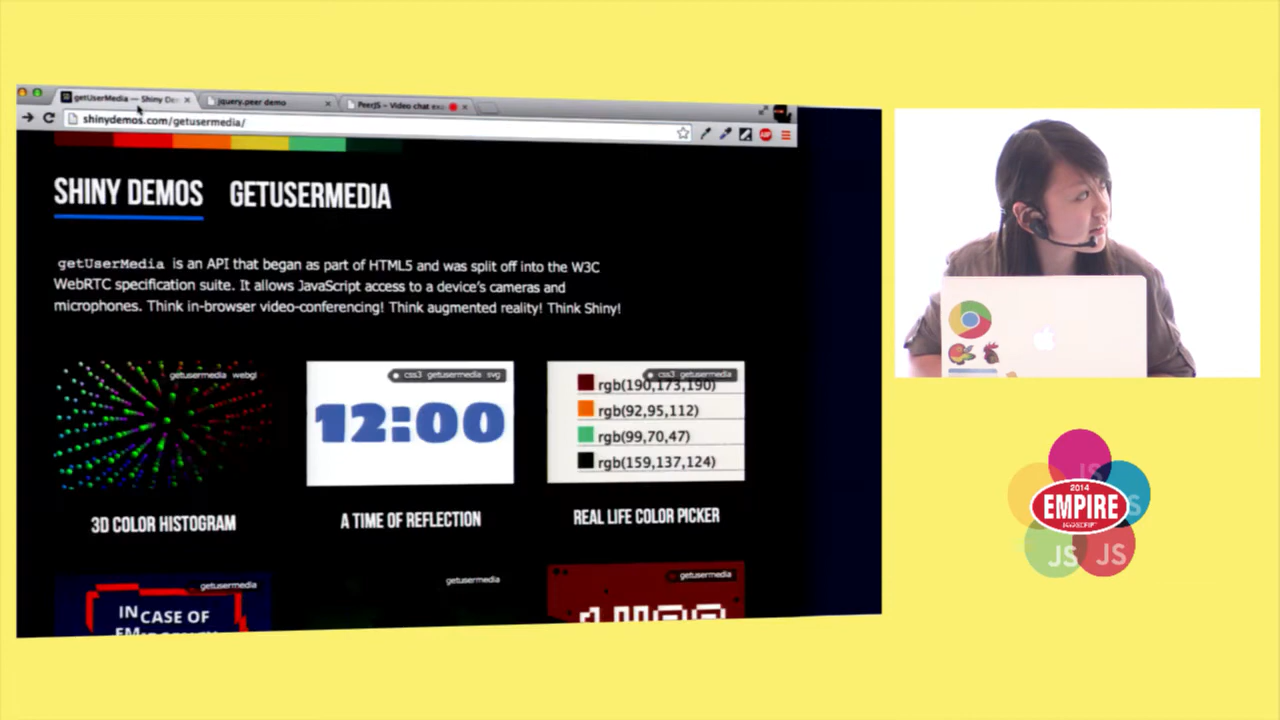 getUserMedia — Shiny De
jquery.peer demo
PeerJS – Video chat
shinydemos.com/getusermedia/
SHINY DEMOS GETUSERMEDIA
getUserMedia is an API that began as part of HTML5 and was split off into the W3C
WebRTC specification suite. It allows JavaScript access to a device's cameras and
microphones. Think in-browser video-conferencing! Think augmented reality! Think Shiny!
getusermedia webgl
css3 getusermedia svg
css3 getusermedia
12:00
rgb(190,173,190)
rgb(92,95,112)
rgb(99,70,47)
rgb(159,137,124)
3D COLOR HISTOGRAM
A TIME OF REFLECTION
REAL LIFE COLOR PICKER
getusermedia
getusermedia
getusermedia
IN CASE OF
ABP
JS
2014
EMPIRE
JAVASCRIPT
JS
JS
JS